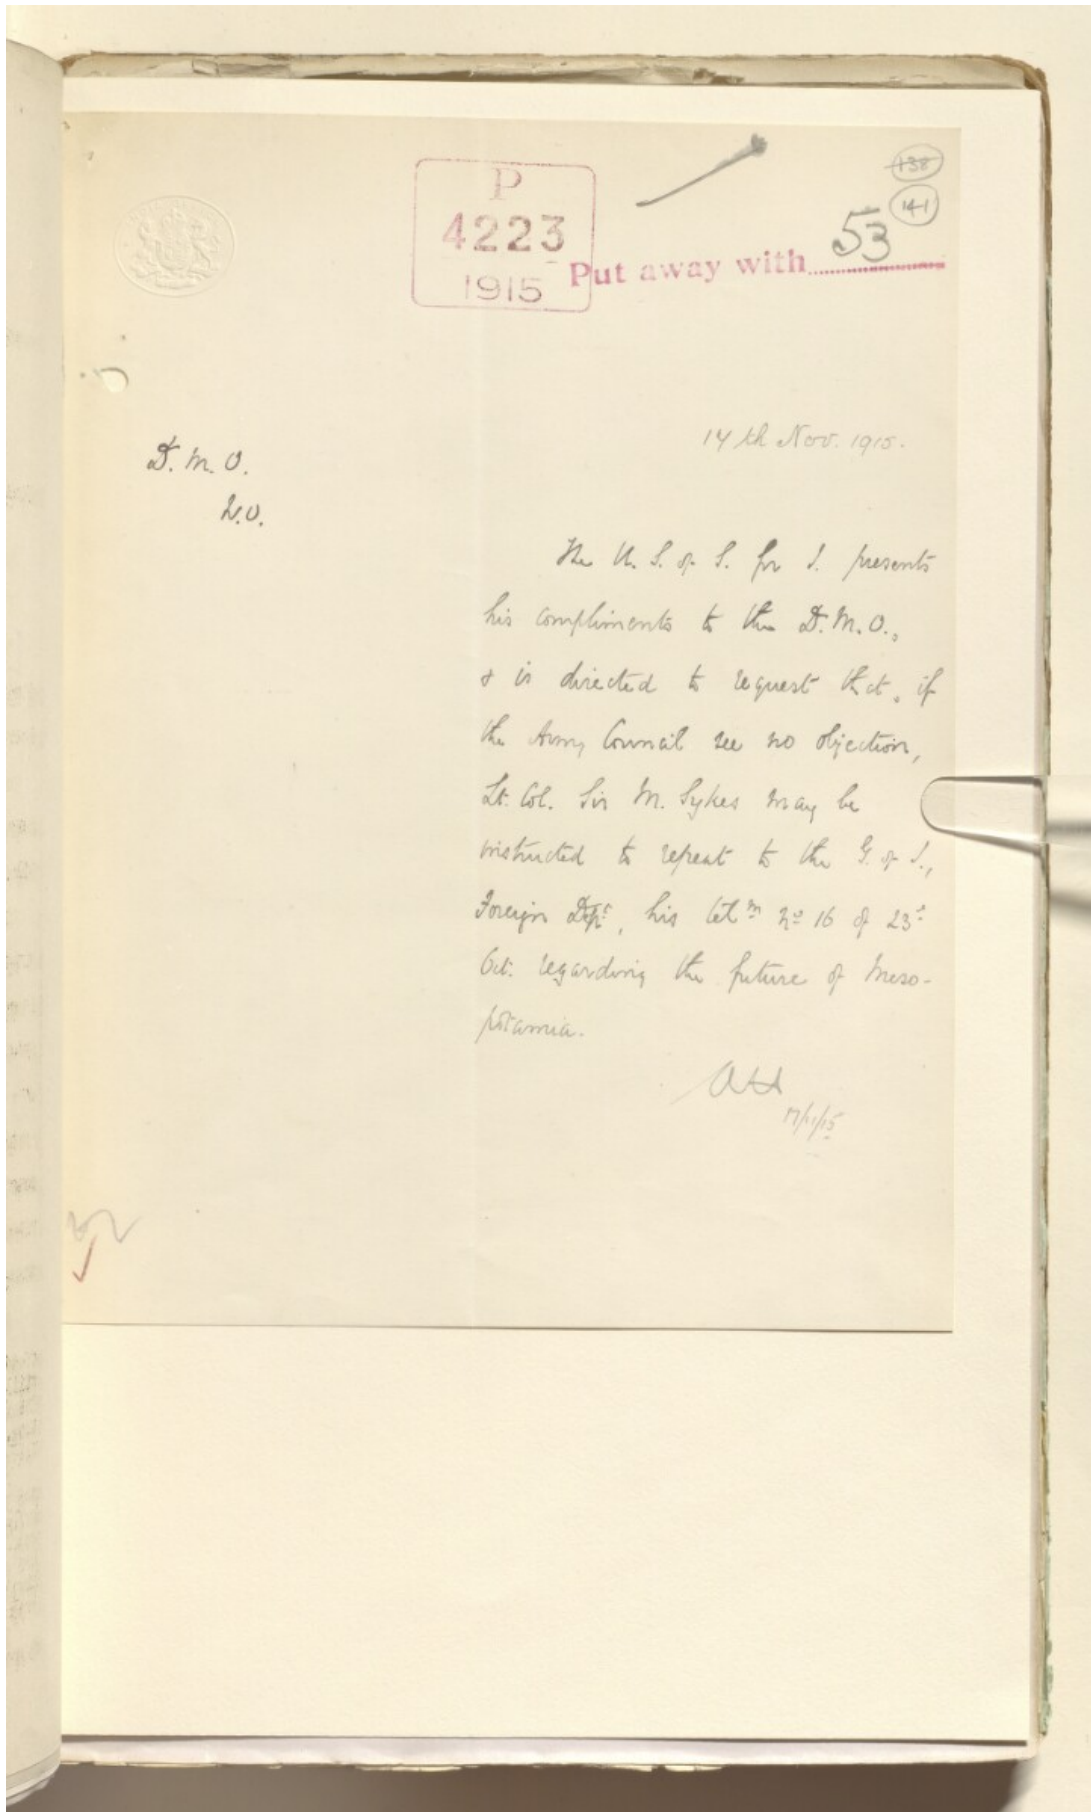 138
141
P
4223
1915
Put away with 53
14th Nov. 1915.
D. M. O.
W.O.
The U. S. of S. for I. presents
his compliments to the D.M.O.,
& is directed to request that, if
the Army Council see no objection,
Lt. Col. Sir M. Sykes may be
instructed to repeat to the G. of I.,
Foreign Dept, his telm No 16 of 23d
Oct. regarding the future of Meso-
potamia.
/11/15